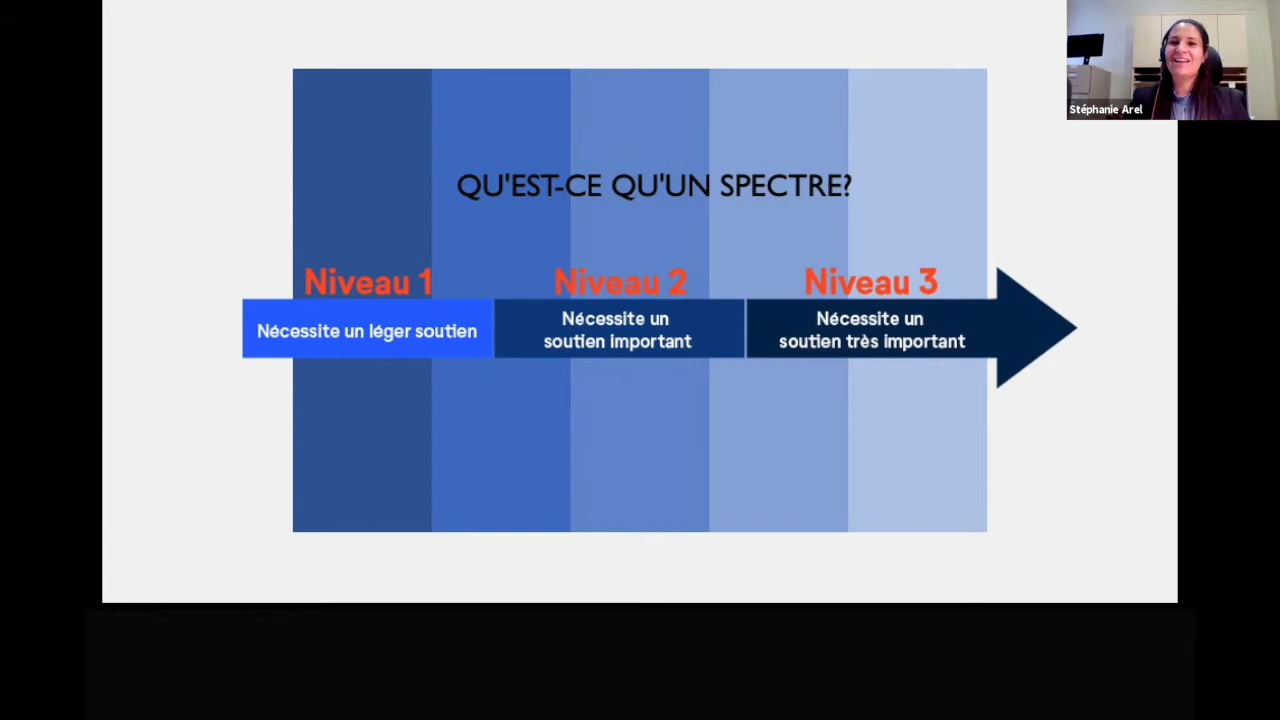 Stéphanie Arel
QU'EST-CE QU'UN SPECTRE?
Niveau 1
Nécessite un léger soutien
Niveau 2
Nécessite un
soutien important
Niveau 3
Nécessite un
soutien très important